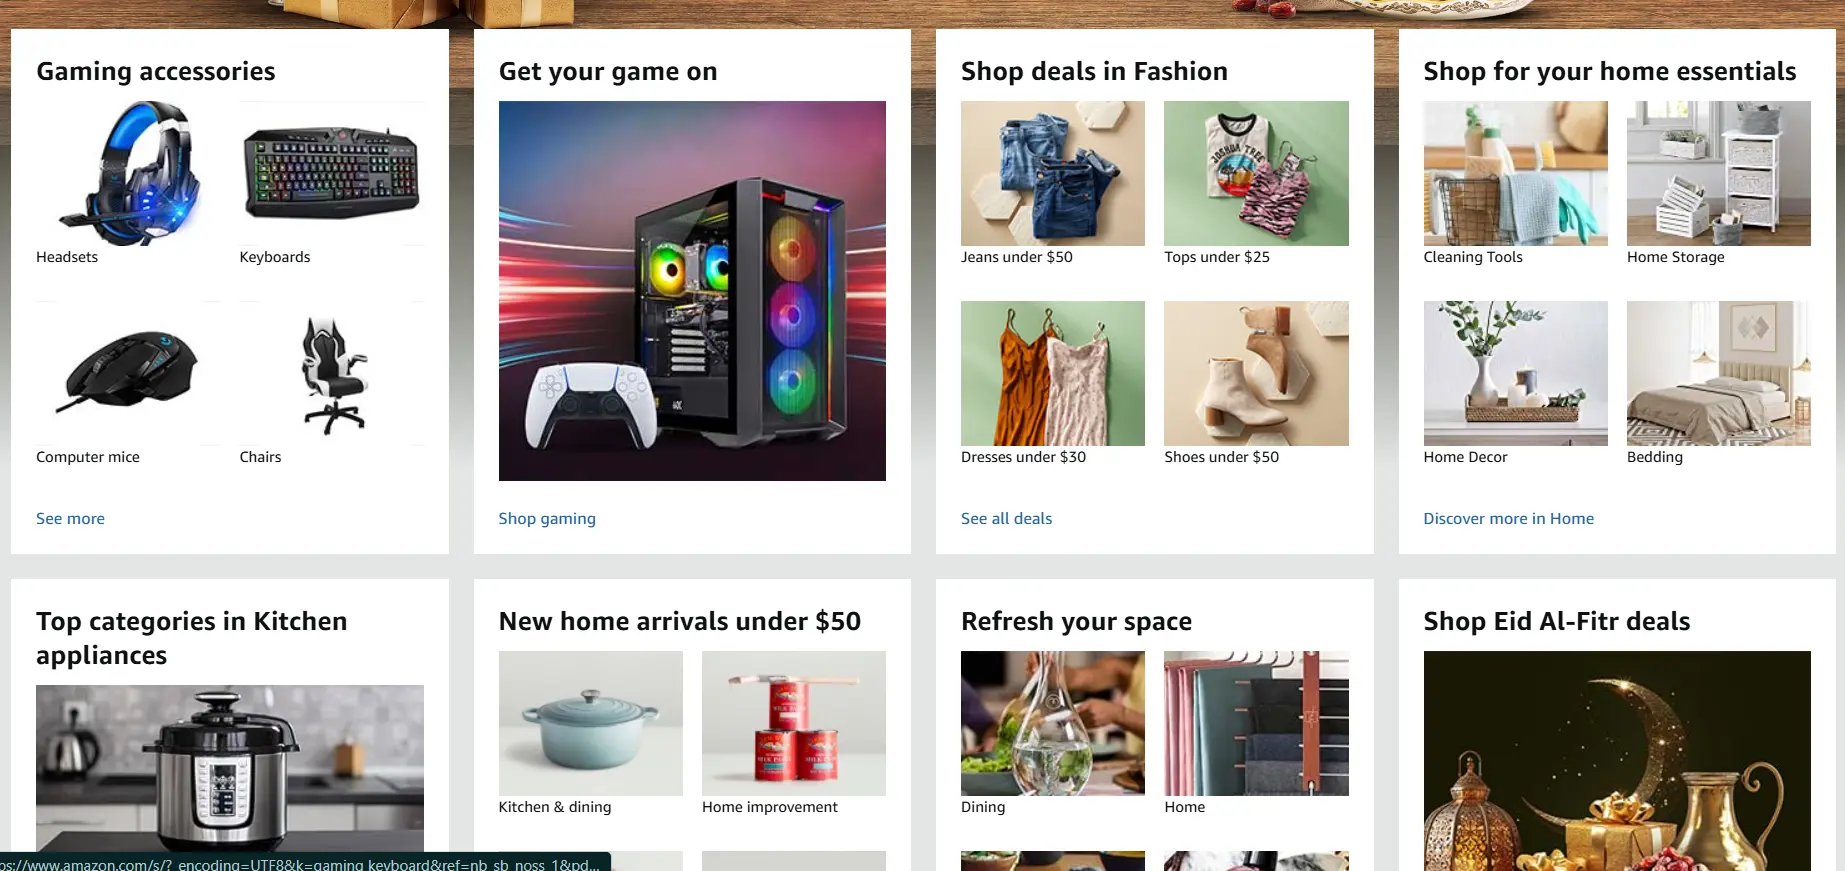 Gaming accessories
Headsets
Keyboards
Computer mice
Chairs
See more
Get your game on
Shop gaming
Shop deals in Fashion
JOSHUA TREE
Jeans under $50
Tops under $25
Dresses under $30
Shoes under $50
See all deals
Shop for your home essentials
Cleaning Tools
Home Storage
Home Decor
Bedding
Discover more in Home
Top categories in Kitchen
appliances
New home arrivals under $50
Kitchen & dining
Home improvement
Refresh your space
Dining
Home
Shop Eid Al-Fitr deals
ps://www.amazon.com/s/?_encoding=UTF8&k=gaming keyboard&ref=nb_sb_noss_1&pd...